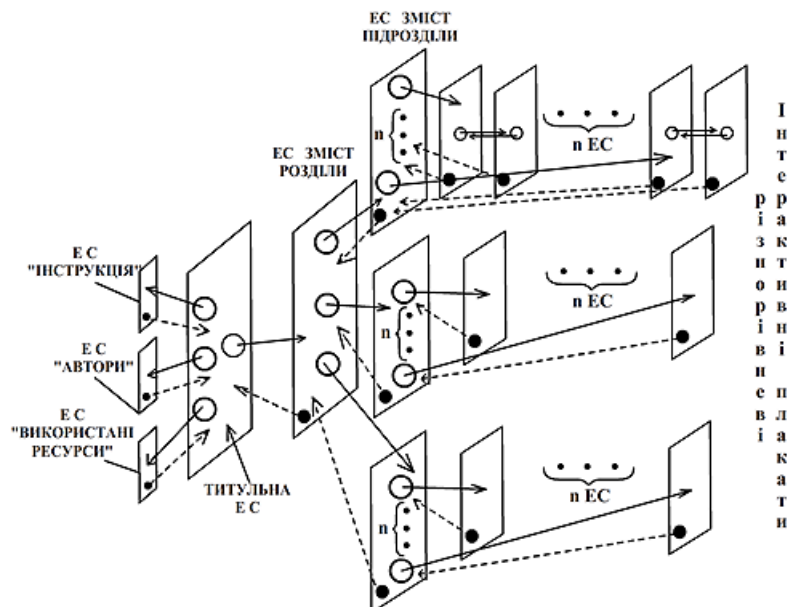 ЕС ЗМІСТ
ПІДРОЗДІЛИ
n
n ЕС
ЕС ЗМІСТ
РОЗДІЛИ
Е С
"ІНСТРУКЦІЯ"
Е С
"АВТОРИ"
Е С
"ВИКОРИСТАНІ
РЕСУРСИ"
ТИТУЛЬНА
Е С
n
n ЕС
n
n ЕС
Інтерактивні плакати
різнорівневі